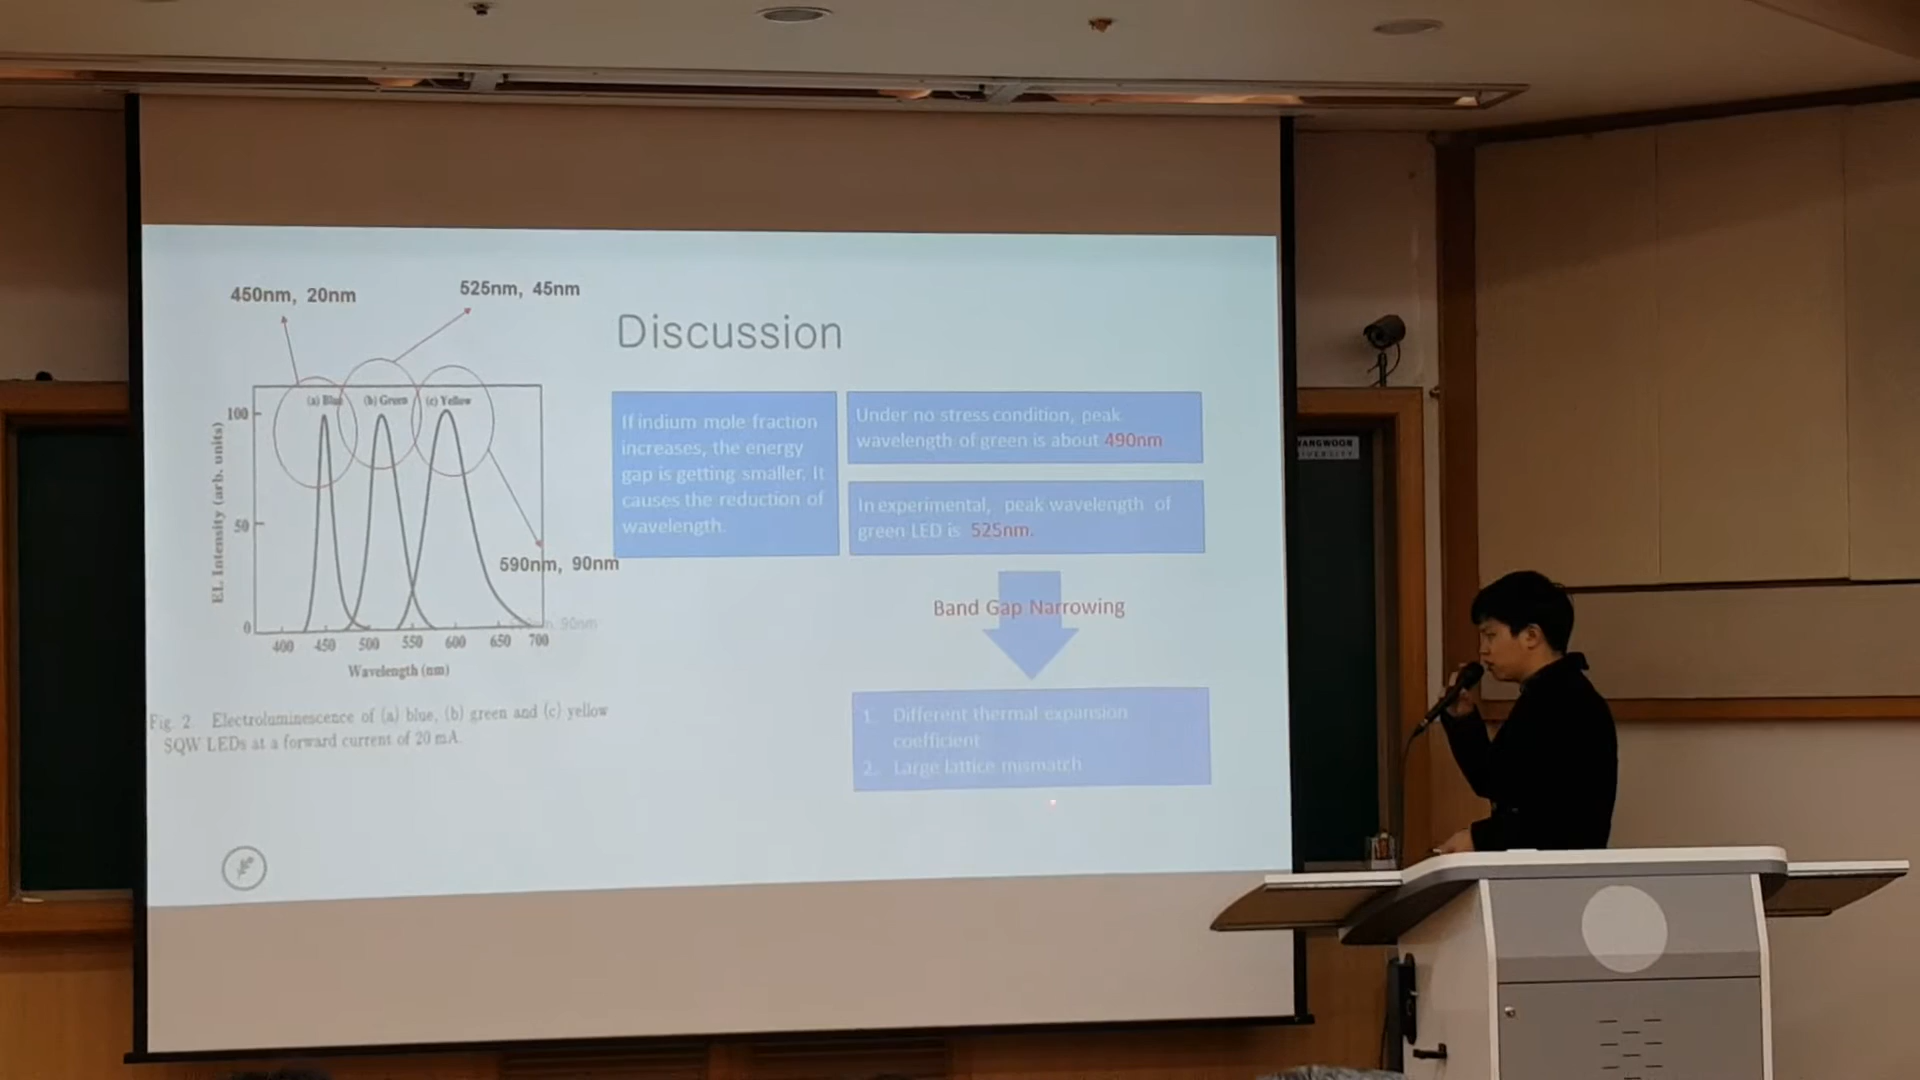 450nm, 20nm
525nm, 45nm
Discussion
(a) Blue
(b) Green
(c) Yellow
100
50
0
EL Intensity (arb. units)
400
450
500
550
600
650
700
Wavelength (nm)
590nm, 90nm
90nm
Fig. 2 Electroluminescence of (a) blue, (b) green and (c) yellow
SQW LEDs at a forward current of 20 mA.
If indium mole fraction
increases, the energy
gap is getting smaller. It
causes the reduction of
wavelength.
Under no stress condition, peak
wavelength of green is about 490nm
In experimental, peak wavelength of
green LED is 525nm.
Band Gap Narrowing
1. Different thermal expansion
coefficient
2. Large lattice mismatch
ANGWOON
IVERSITY